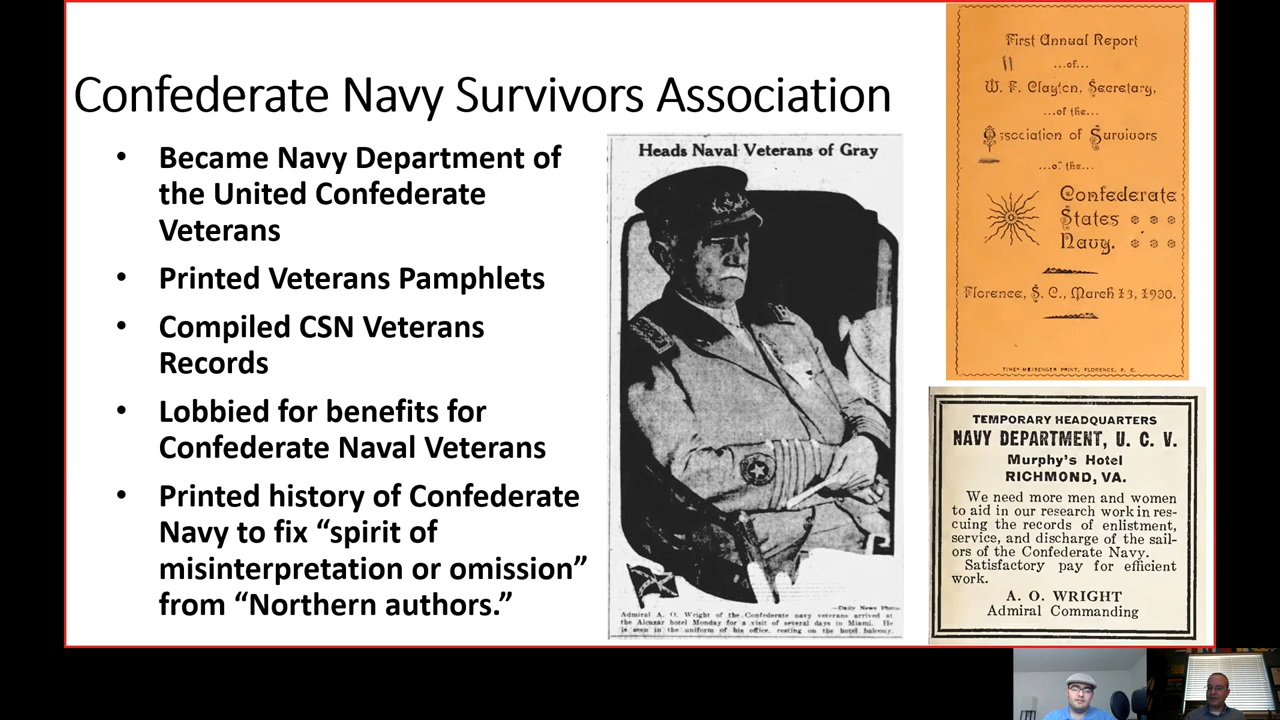 Confederate Navy Survivors Association
• Became Navy Department of
the United Confederate
Veterans
• Printed Veterans Pamphlets
• Compiled CSN Veterans
Records
• Lobbied for benefits for
Confederate Naval Veterans
• Printed history of Confederate
Navy to fix “spirit of
misinterpretation or omission”
from “Northern authors.”
Heads Naval Veterans of Gray
—Daily News Photo.
Admiral A. O. Wright of the Confederate navy veterans arrived at
the Alcazar hotel Monday for a visit of several days in Miami. He
is seen in the uniform of his office, resting on the hotel balcony.
First Annual Report
...of...
W. F. Clayton, Secretary,
...of the...
Association of Survivors
...of the...
Confederate
States
Navy.
Florence, S. C., March 13, 1900.
TIMES-MESSENGER PRINT, FLORENCE, S. C.
TEMPORARY HEADQUARTERS
NAVY DEPARTMENT, U. C. V.
Murphy's Hotel
RICHMOND, VA.
We need more men and women
to aid in our research work in res-
cuing the records of enlistment,
service, and discharge of the sail-
ors of the Confederate Navy.
Satisfactory pay for efficient
work.
A. O. WRIGHT
Admiral Commanding